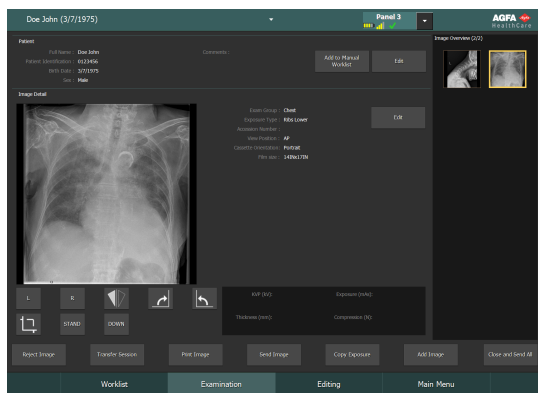 Doe John (3/7/1975)
Panel 3
AGFA
HealthCare
Patient
Full Name : Doe John
Patient Identification : 0123456
Birth Date : 3/7/1975
Sex : Male
Comments :
Add to Manual Worklist
Edit
Image Overview (2/2)
Image Detail
Exam Group : Chest
Exposure Type : Ribs Lower
Accession Number :
View Position : AP
Cassette Orientation : Portrait
Film size : 14INx17IN
Edit
L
R
STAND
DOWN
KVP (kV):
Exposure (mAs):
Thickness (mm):
Compression (N):
Reject Image
Transfer Session
Print Image
Send Image
Copy Exposure
Add Image
Close and Send All
Worklist
Examination
Editing
Main Menu